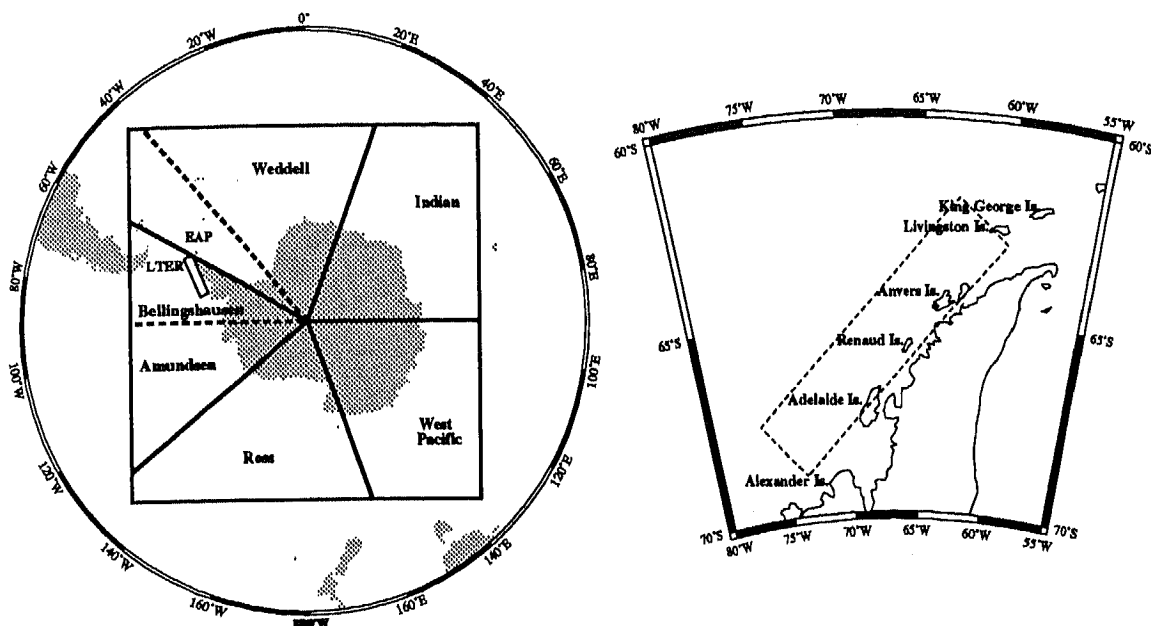 0°
20°W
20°E
40°W
40°E
60°W
60°E
80°W
80°E
100°W
100°E
120°W
120°E
140°W
140°E
160°W
160°E
Weddell
Indian
EAP
LTER
Bellingshausen
Amundsea
West
Pacific
Ross
80°W
75°W
70°W
65°W
60°W
55°W
60°S
60°S
King George Is.
Livingston Is.
Anvers Is.
65°S
Renaud Is.
65°S
Adelaide Is.
Alexander Is.
70°S
70°S
80°W
75°W
70°W
65°W
60°W
55°W